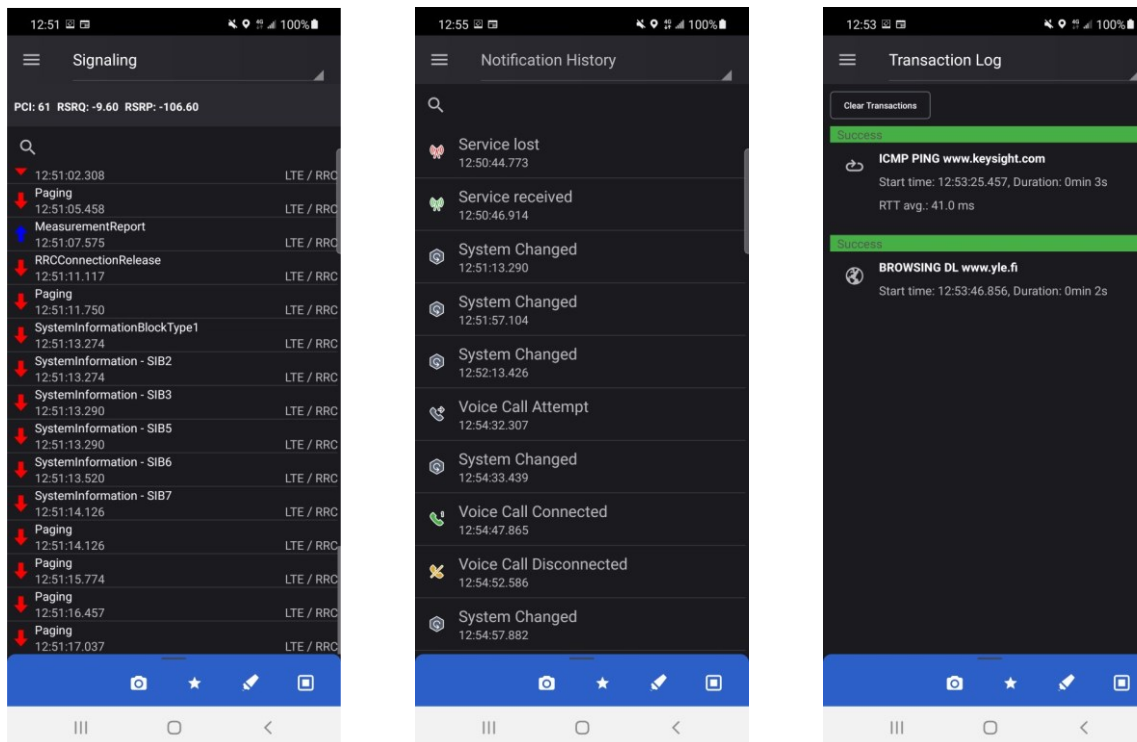 12:51 100%
Signaling
PCI: 61 RSRQ: -9.60 RSRP: -106.60
12:51:02.308 LTE / RRC
Paging
12:51:05.458 LTE / RRC
MeasurementReport
12:51:07.575 LTE / RRC
RRCConnectionRelease
12:51:11.117 LTE / RRC
Paging
12:51:11.750 LTE / RRC
SystemInformationBlockType1
12:51:13.274 LTE / RRC
SystemInformation - SIB2
12:51:13.274 LTE / RRC
SystemInformation - SIB3
12:51:13.290 LTE / RRC
SystemInformation - SIB5
12:51:13.290 LTE / RRC
SystemInformation - SIB6
12:51:13.520 LTE / RRC
SystemInformation - SIB7
12:51:14.126 LTE / RRC
Paging
12:51:14.126 LTE / RRC
Paging
12:51:15.774 LTE / RRC
Paging
12:51:16.457 LTE / RRC
Paging
12:51:17.037 LTE / RRC
12:55 100%
Notification History
Service lost
12:50:44.773
Service received
12:50:46.914
System Changed
12:51:13.290
System Changed
12:51:57.104
System Changed
12:52:13.426
Voice Call Attempt
12:54:32.307
System Changed
12:54:33.439
Voice Call Connected
12:54:47.865
Voice Call Disconnected
12:54:52.586
System Changed
12:54:57.882
12:53 100%
Transaction Log
Clear Transactions
Success
ICMP PING www.keysight.com
Start time: 12:53:25.457, Duration: 0min 3s
RTT avg.: 41.0 ms
Success
BROWSING DL www.yle.fi
Start time: 12:53:46.856, Duration: 0min 2s